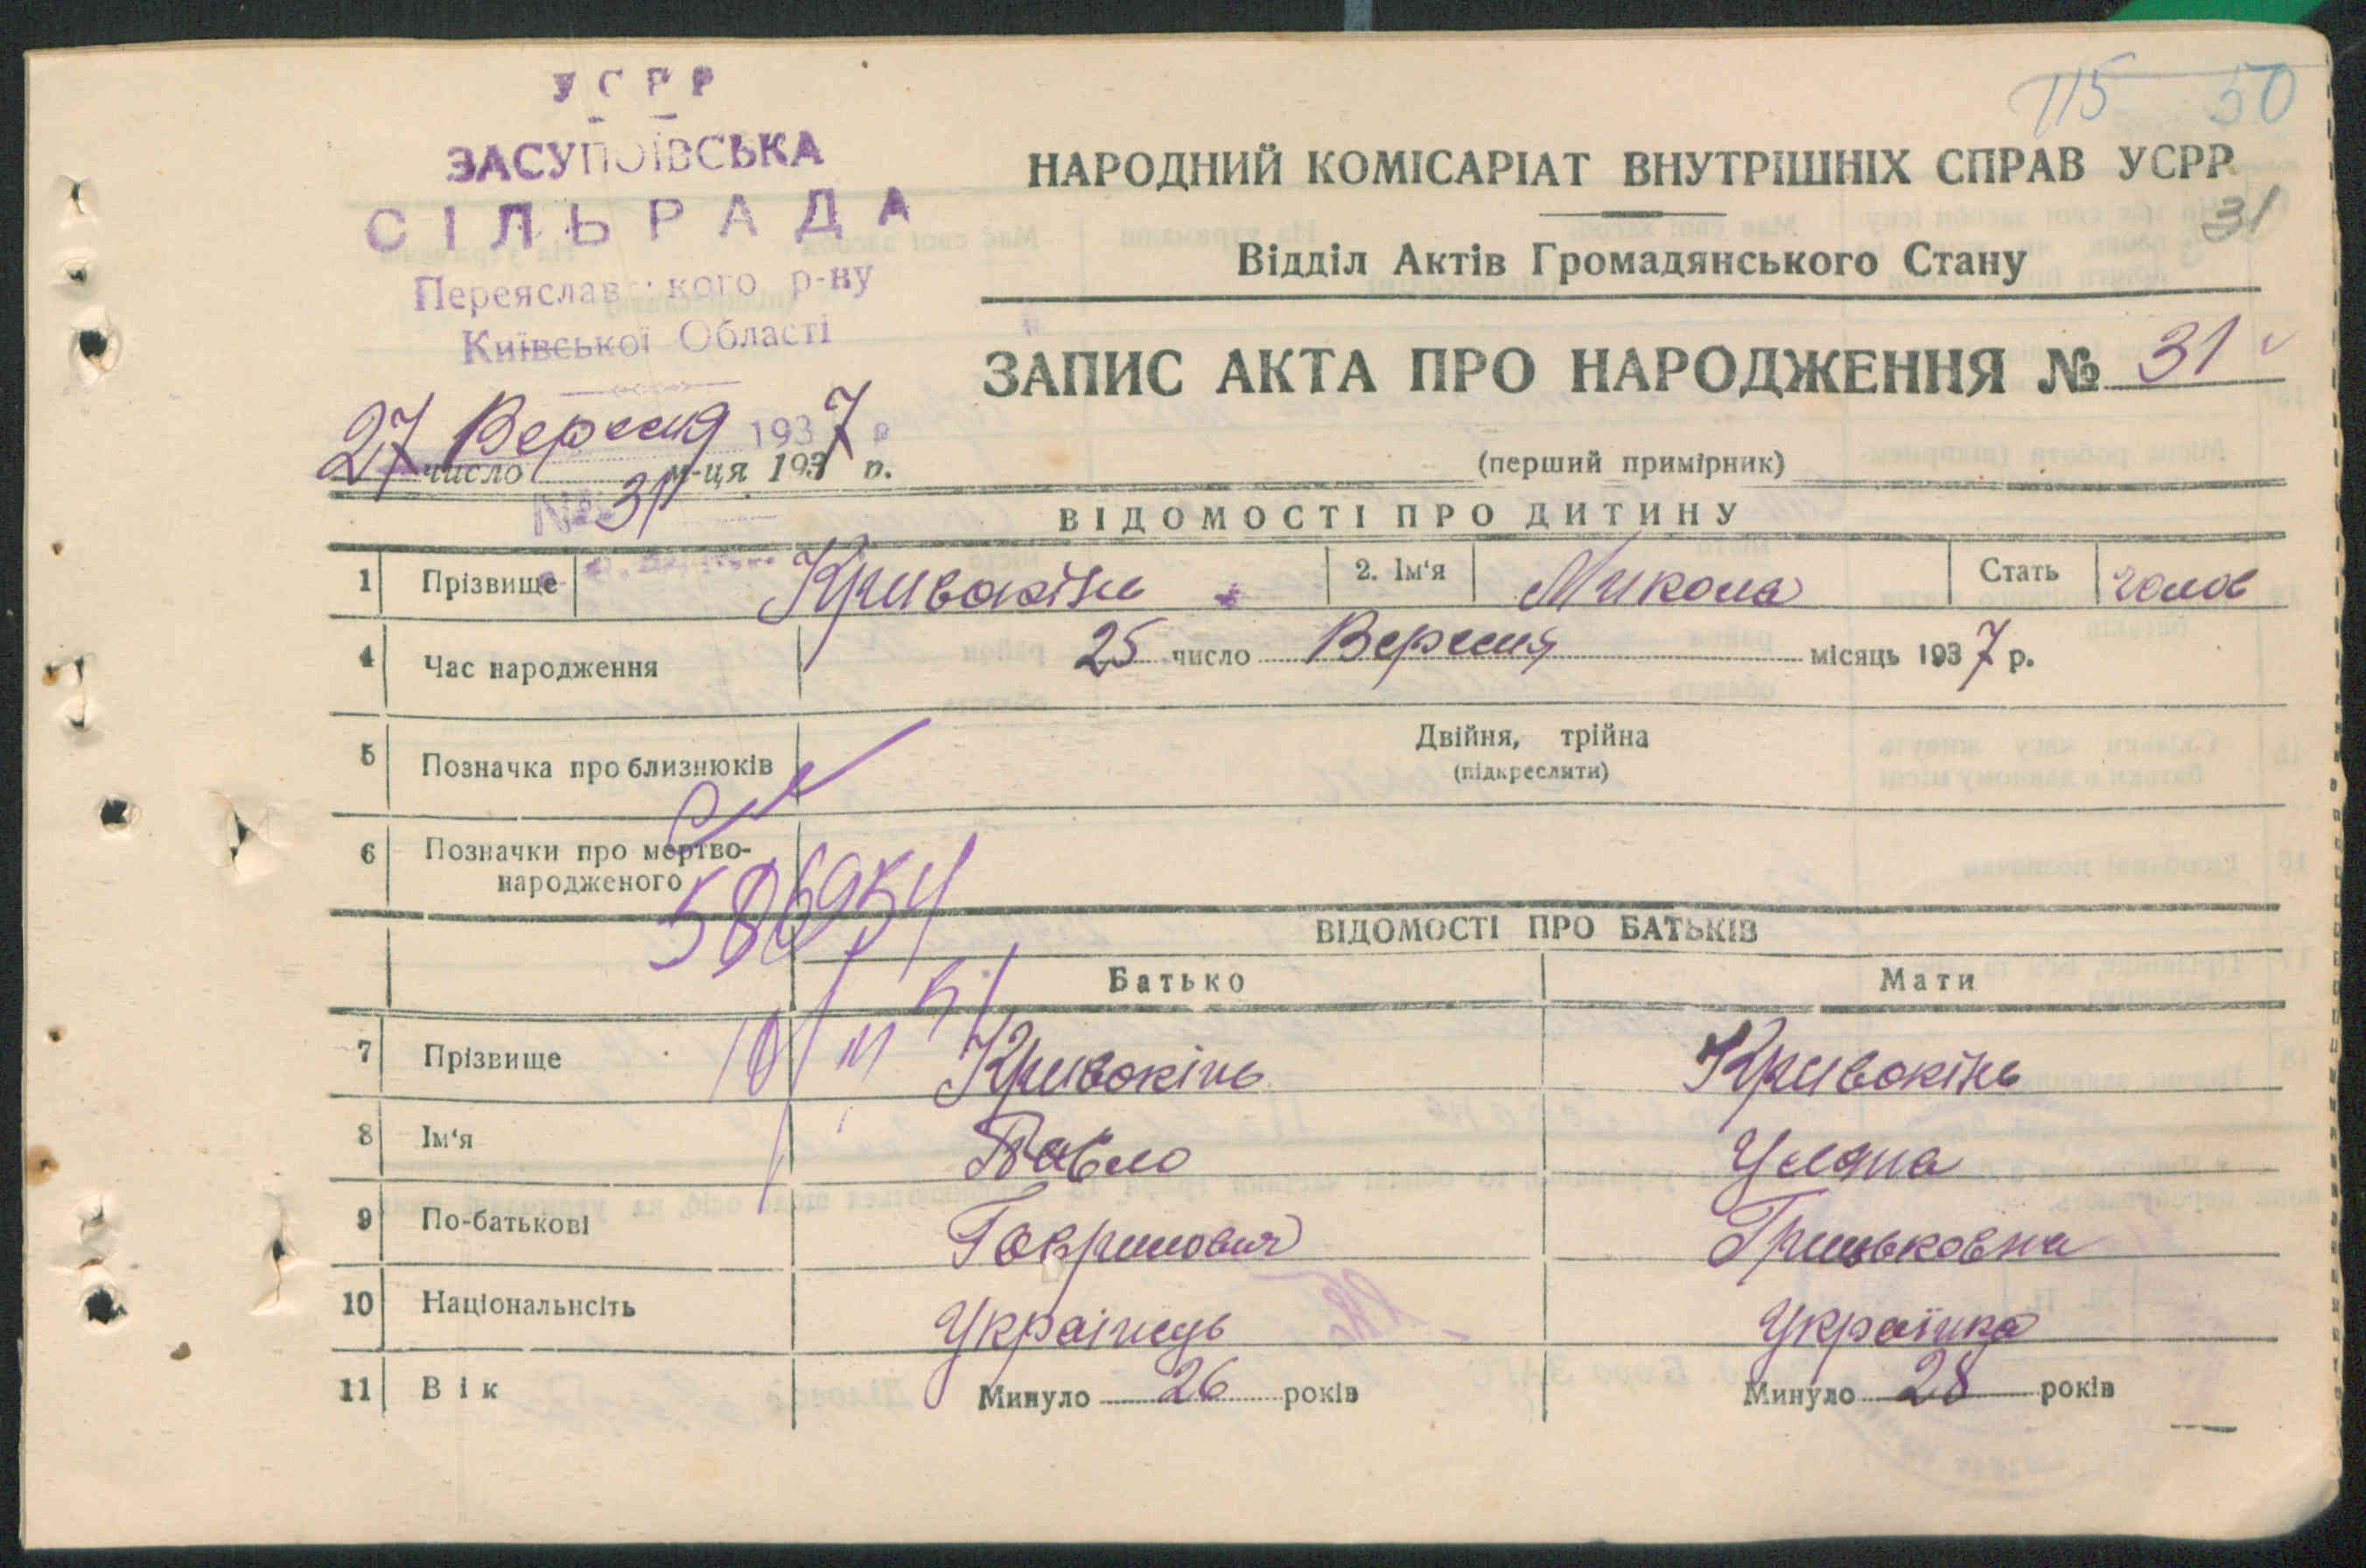 115 50
У С Р Р
ЗАСУПОЇВСЬКА
СІЛЬРАДА
Переяславського р-ну
Київської Області
НАРОДНИЙ КОМІСАРІАТ ВНУТРІШНІХ СПРАВ УСРР
31
Відділ Актів Громадянського Стану
ЗАПИС АКТА ПРО НАРОДЖЕННЯ № 31
27 Вересня 1937 р
число м-ця 1937 р.
№ 31
(перший примірник)
ВІДОМОСТІ ПРО ДИТИНУ
1 Прізвище Кривокінь 2. Ім‘я Микола Стать чолов
4 Час народження 25 число Вересня місяць 1937 р.
5 Позначка про близнюків Двійня, трійна
(підкреслити)
6 Позначки про мертво-
народженого
586954
ВІДОМОСТІ ПРО БАТЬКІВ
Батько Мати
7 Прізвище Кривокінь Кривокінь
8 Ім‘я Павло Уляна
9 По-батькові Гаврилович Грицьковна
10 Національнсіть Українець Українка
11 Вік Минуло 26 років Минуло 28 років